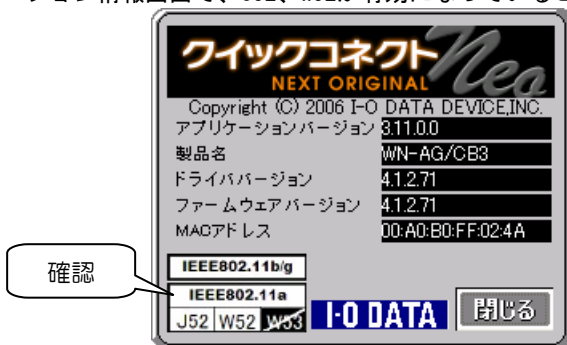 クイックコネクト Neo
NEXT ORIGINAL
Copyright (C) 2006 I-O DATA DEVICE,INC.
アプリケーションバージョン 3.11.0.0
製品名 WN-AG/CB3
ドライババージョン 4.1.2.71
ファームウェアバージョン 4.1.2.71
MACアドレス 00:A0:B0:FF:02:4A
確認
IEEE802.11b/g
IEEE802.11a
J52 W52 W53
I-O DATA
閉じる